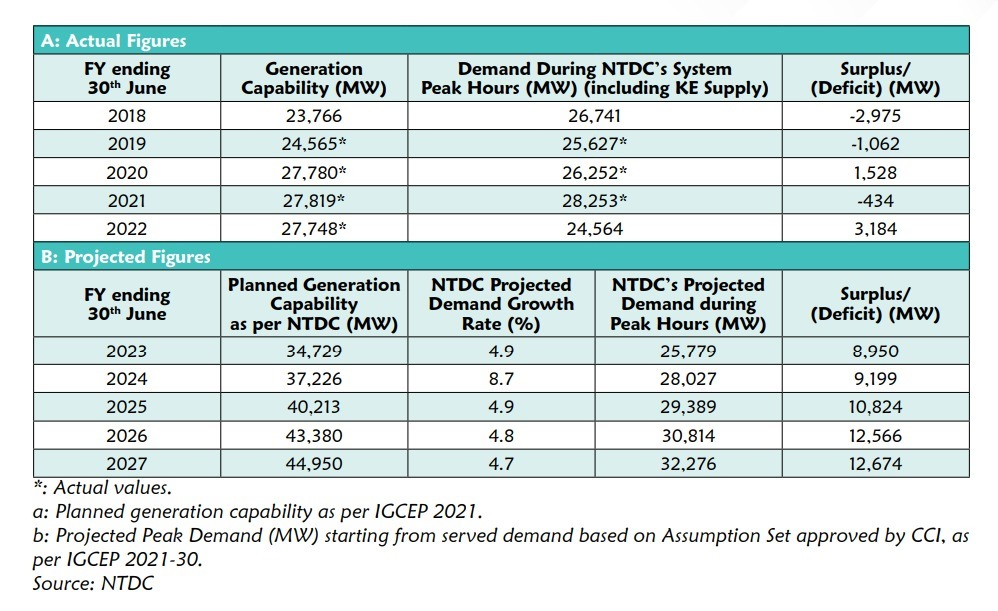 A: Actual Figures
FY ending 30th June | Generation Capability (MW) | Demand During NTDC's System Peak Hours (MW) (including KE Supply) | Surplus/ (Deficit) (MW)
2018 | 23,766 | 26,741 | -2,975
2019 | 24,565* | 25,627* | -1,062
2020 | 27,780* | 26,252* | 1,528
2021 | 27,819* | 28,253* | -434
2022 | 27,748* | 24,564 | 3,184
B: Projected Figures
FY ending 30th June | Planned Generation Capability as per NTDC (MW) | NTDC Projected Demand Growth Rate (%) | NTDC's Projected Demand during Peak Hours (MW) | Surplus/ (Deficit) (MW)
2023 | 34,729 | 4.9 | 25,779 | 8,950
2024 | 37,226 | 8.7 | 28,027 | 9,199
2025 | 40,213 | 4.9 | 29,389 | 10,824
2026 | 43,380 | 4.8 | 30,814 | 12,566
2027 | 44,950 | 4.7 | 32,276 | 12,674
*: Actual values.
a: Planned generation capability as per IGCEP 2021.
b: Projected Peak Demand (MW) starting from served demand based on Assumption Set approved by CCI, as
per IGCEP 2021-30.
Source: NTDC